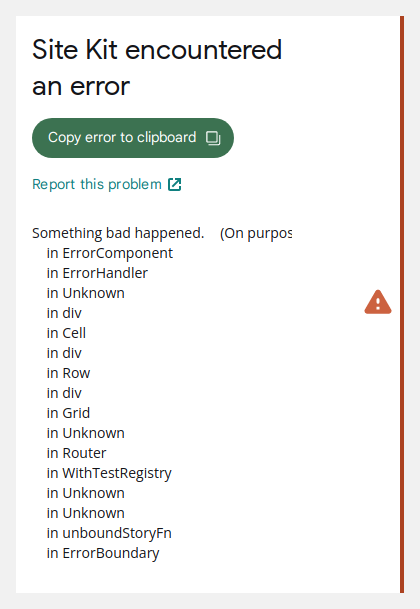 Site Kit encountered
an error
Copy error to clipboard
Report this problem
Something bad happened. (On purpos
in ErrorComponent
in ErrorHandler
in Unknown
in div
in Cell
in div
in Row
in div
in Grid
in Unknown
in Router
in WithTestRegistry
in Unknown
in Unknown
in unboundStoryFn
in ErrorBoundary